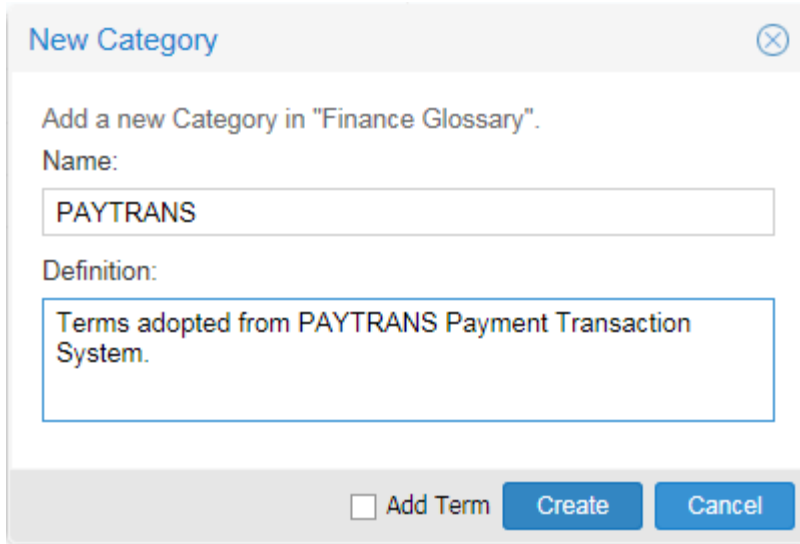 New Category
Add a new Category in "Finance Glossary".
Name:
PAYTRANS
Definition:
Terms adopted from PAYTRANS Payment Transaction
System.
Add Term Create Cancel